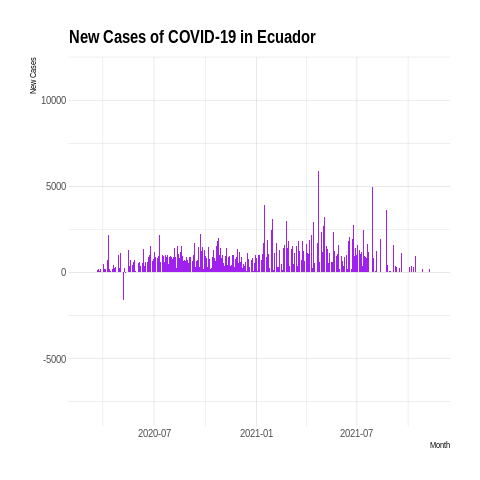 New Cases of COVID-19 in Ecuador
New Cases
10000
5000
0
-5000
2020-07
2021-01
2021-07
Month